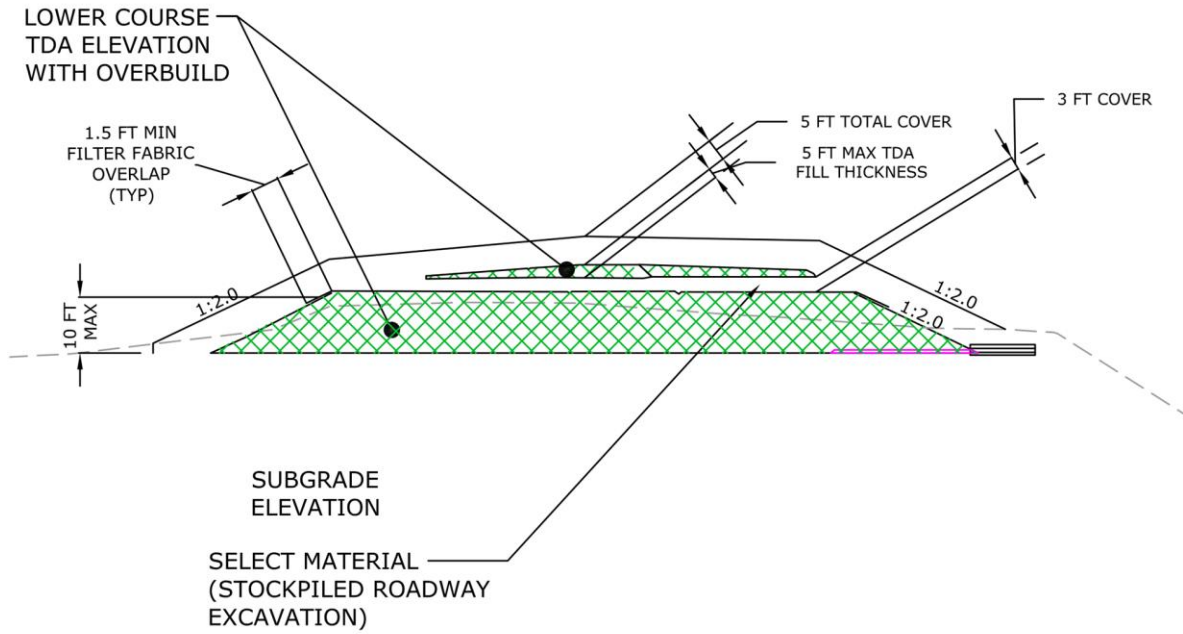 LOWER COURSE
TDA ELEVATION
WITH OVERBUILD
1.5 FT MIN
FILTER FABRIC
OVERLAP
(TYP)
5 FT TOTAL COVER
5 FT MAX TDA
FILL THICKNESS
3 FT COVER
10 FT
MAX
1:2.0
1:2.0
1:2.0
SUBGRADE
ELEVATION
SELECT MATERIAL
(STOCKPILED ROADWAY
EXCAVATION)